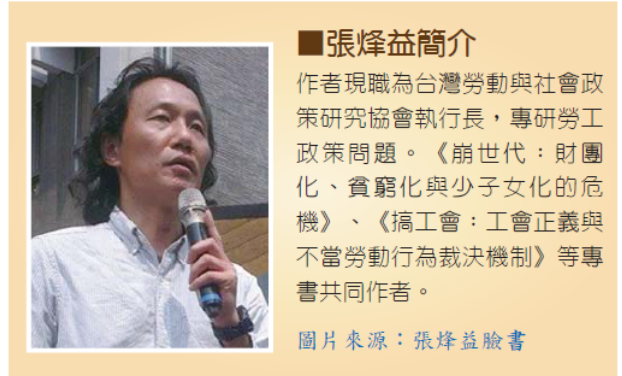 ■張烽益簡介
作者現職為台灣勞動與社會政
策研究協會執行長，專研勞工
政策問題。《崩世代：財團
化、貧窮化與少子女化的危
機》、《搞工會：工會正義與
不當勞動行為裁決機制》等專
書共同作者。
圖片來源：張烽益臉書